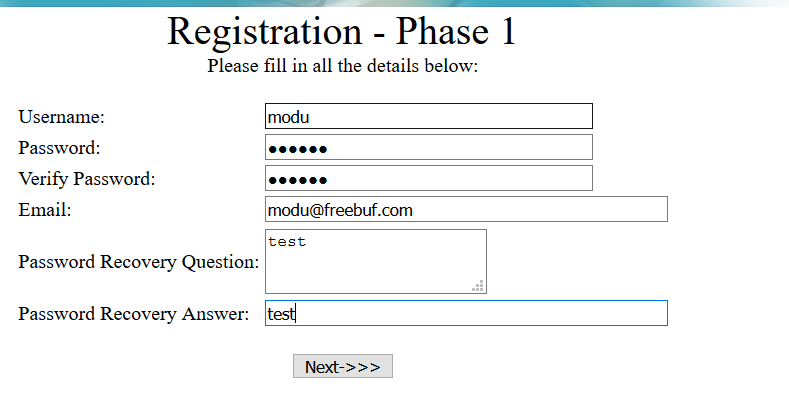 Registration - Phase 1
Please fill in all the details below:
Username: modu
Password: ●●●●●●
Verify Password: ●●●●●●
Email: modu@freebuf.com
Password Recovery Question: test
Password Recovery Answer: test
Next->>>